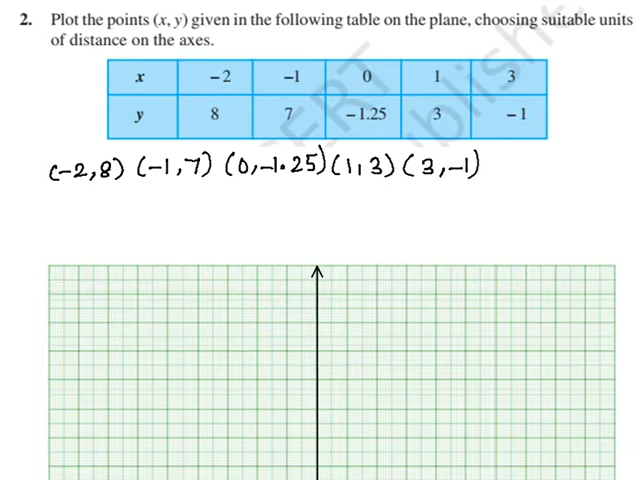 2. Plot the points (x, y) given in the following table on the plane, choosing suitable units
of distance on the axes.
x −2 −1 0 1 3
y 8 7 −1.25 3 −1
(−2,8) (−1,7) (0,−1.25) (1,3) (3,−1)